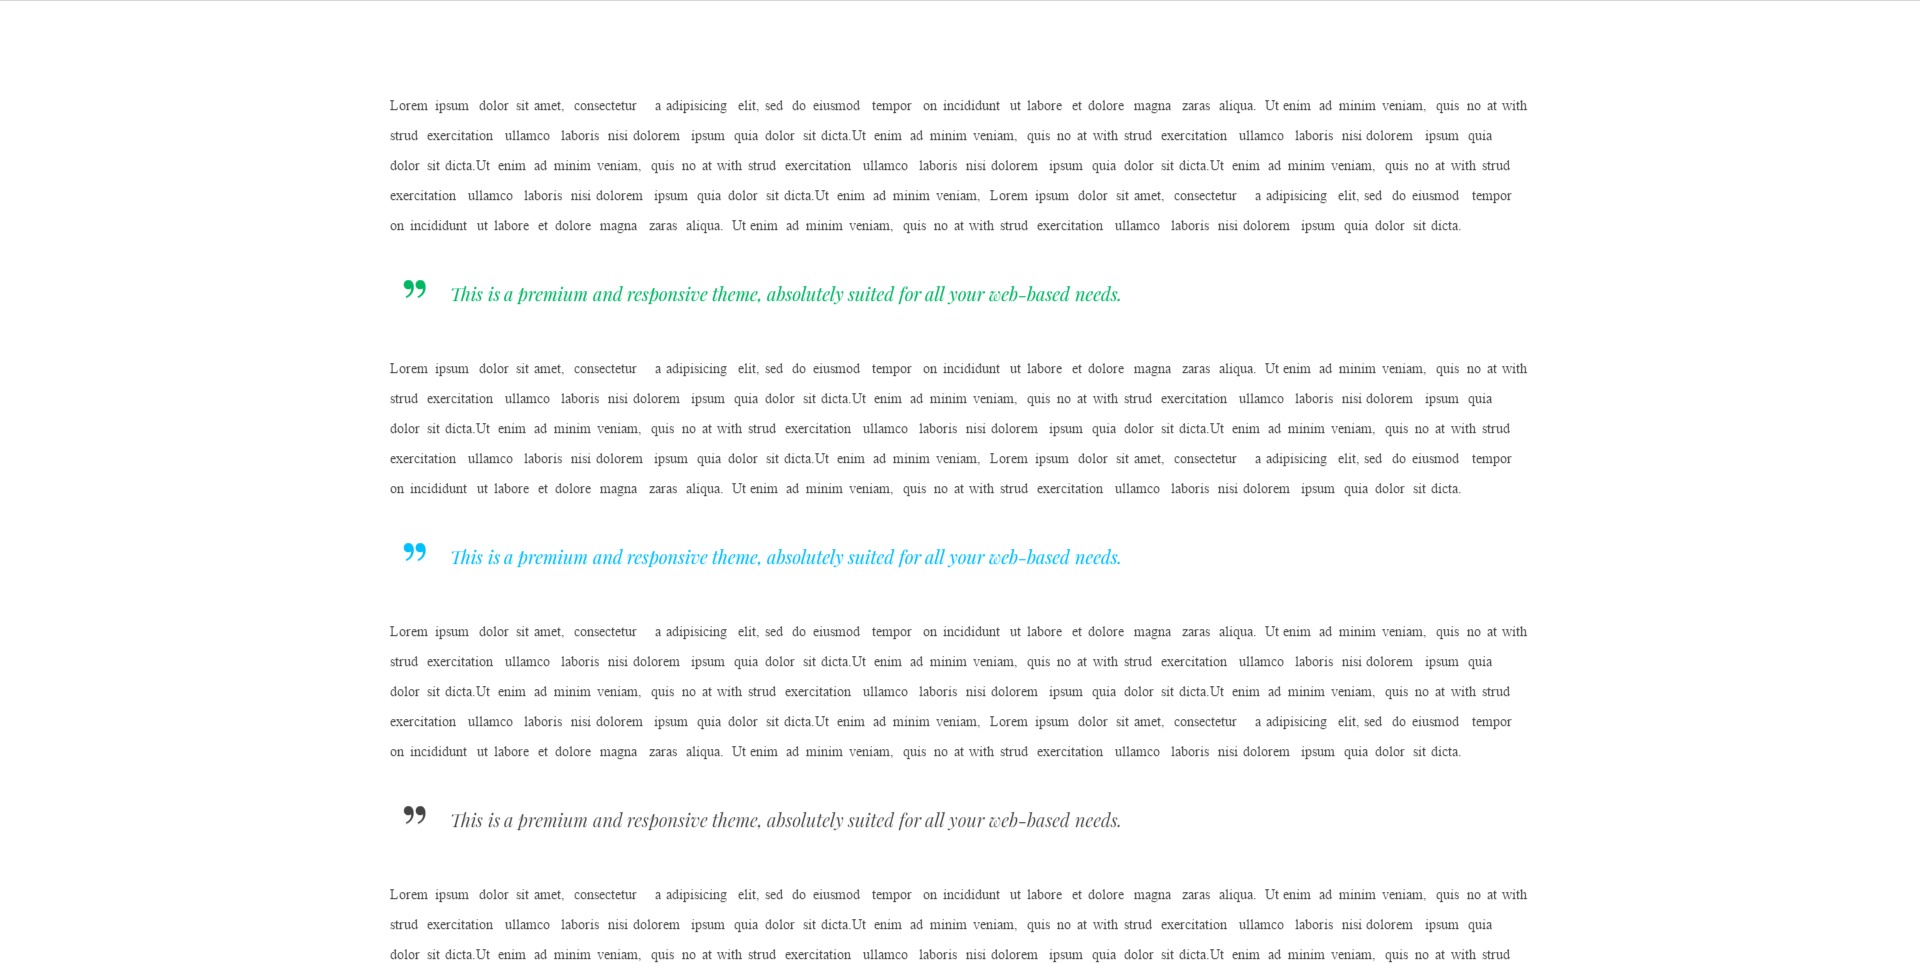 Lorem ipsum dolor sit amet, consectetur a adipisicing elit, sed do eiusmod tempor on incididunt ut labore et dolore magna zaras aliqua. Ut enim ad minim veniam, quis no at with
strud exercitation ullamco laboris nisi dolorem ipsum quia dolor sit dicta.Ut enim ad minim veniam, quis no at with strud exercitation ullamco laboris nisi dolorem ipsum quia
dolor sit dicta.Ut enim ad minim veniam, quis no at with strud exercitation ullamco laboris nisi dolorem ipsum quia dolor sit dicta.Ut enim ad minim veniam, quis no at with strud
exercitation ullamco laboris nisi dolorem ipsum quia dolor sit dicta.Ut enim ad minim veniam, Lorem ipsum dolor sit amet, consectetur a adipisicing elit, sed do eiusmod tempor
on incididunt ut labore et dolore magna zaras aliqua. Ut enim ad minim veniam, quis no at with strud exercitation ullamco laboris nisi dolorem ipsum quia dolor sit dicta.
” This is a premium and responsive theme, absolutely suited for all your web-based needs.
Lorem ipsum dolor sit amet, consectetur a adipisicing elit, sed do eiusmod tempor on incididunt ut labore et dolore magna zaras aliqua. Ut enim ad minim veniam, quis no at with
strud exercitation ullamco laboris nisi dolorem ipsum quia dolor sit dicta.Ut enim ad minim veniam, quis no at with strud exercitation ullamco laboris nisi dolorem ipsum quia
dolor sit dicta.Ut enim ad minim veniam, quis no at with strud exercitation ullamco laboris nisi dolorem ipsum quia dolor sit dicta.Ut enim ad minim veniam, quis no at with strud
exercitation ullamco laboris nisi dolorem ipsum quia dolor sit dicta.Ut enim ad minim veniam, Lorem ipsum dolor sit amet, consectetur a adipisicing elit, sed do eiusmod tempor
on incididunt ut labore et dolore magna zaras aliqua. Ut enim ad minim veniam, quis no at with strud exercitation ullamco laboris nisi dolorem ipsum quia dolor sit dicta.
” This is a premium and responsive theme, absolutely suited for all your web-based needs.
Lorem ipsum dolor sit amet, consectetur a adipisicing elit, sed do eiusmod tempor on incididunt ut labore et dolore magna zaras aliqua. Ut enim ad minim veniam, quis no at with
strud exercitation ullamco laboris nisi dolorem ipsum quia dolor sit dicta.Ut enim ad minim veniam, quis no at with strud exercitation ullamco laboris nisi dolorem ipsum quia
dolor sit dicta.Ut enim ad minim veniam, quis no at with strud exercitation ullamco laboris nisi dolorem ipsum quia dolor sit dicta.Ut enim ad minim veniam, quis no at with strud
exercitation ullamco laboris nisi dolorem ipsum quia dolor sit dicta.Ut enim ad minim veniam, Lorem ipsum dolor sit amet, consectetur a adipisicing elit, sed do eiusmod tempor
on incididunt ut labore et dolore magna zaras aliqua. Ut enim ad minim veniam, quis no at with strud exercitation ullamco laboris nisi dolorem ipsum quia dolor sit dicta.
” This is a premium and responsive theme, absolutely suited for all your web-based needs.
Lorem ipsum dolor sit amet, consectetur a adipisicing elit, sed do eiusmod tempor on incididunt ut labore et dolore magna zaras aliqua. Ut enim ad minim veniam, quis no at with
strud exercitation ullamco laboris nisi dolorem ipsum quia dolor sit dicta.Ut enim ad minim veniam, quis no at with strud exercitation ullamco laboris nisi dolorem ipsum quia
dolor sit dicta.Ut enim ad minim veniam, quis no at with strud exercitation ullamco laboris nisi dolorem ipsum quia dolor sit dicta.Ut enim ad minim veniam, quis no at with strud